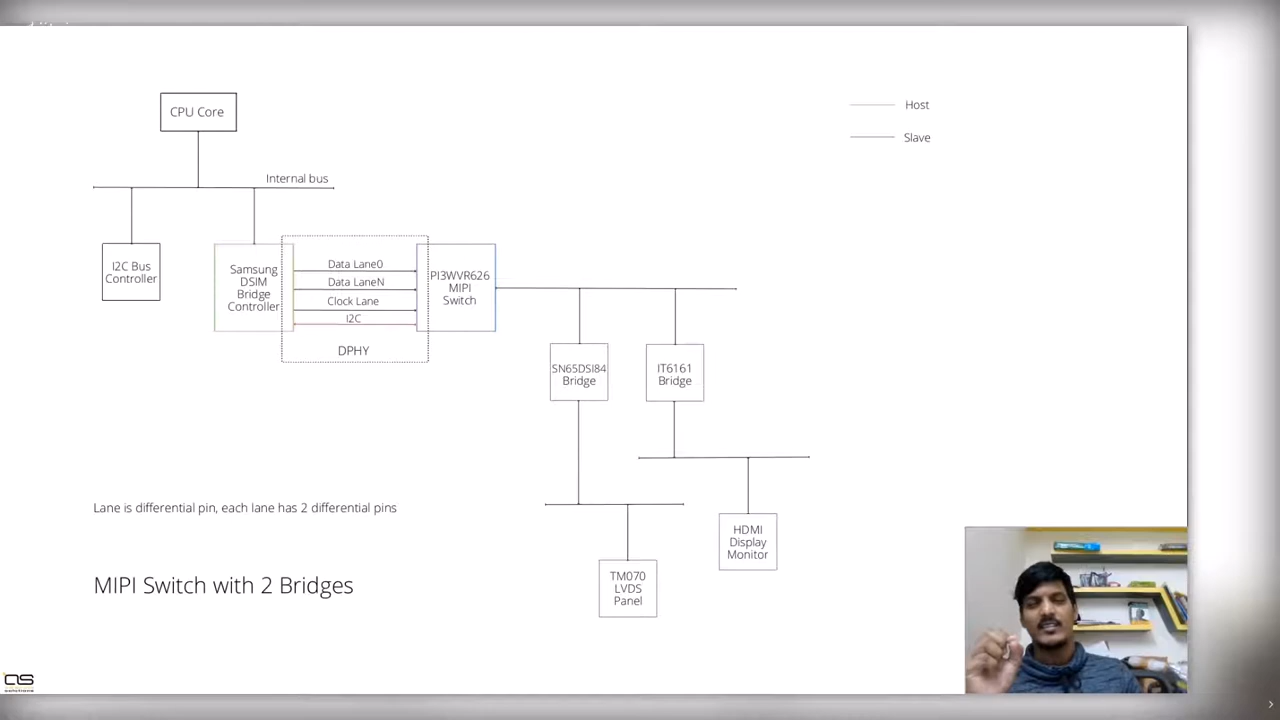 CPU Core
Host
Slave
Internal bus
I2C Bus
Controller
Samsung
DSIM
Bridge
Controller
Data Lane0
Data LaneN
Clock Lane
I2C
DPHY
PI3WVR626
MIPI
Switch
SN65DSI84
Bridge
IT6161
Bridge
Lane is differential pin, each lane has 2 differential pins
HDMI
Display
Monitor
TM070
LVDS
Panel
MIPI Switch with 2 Bridges